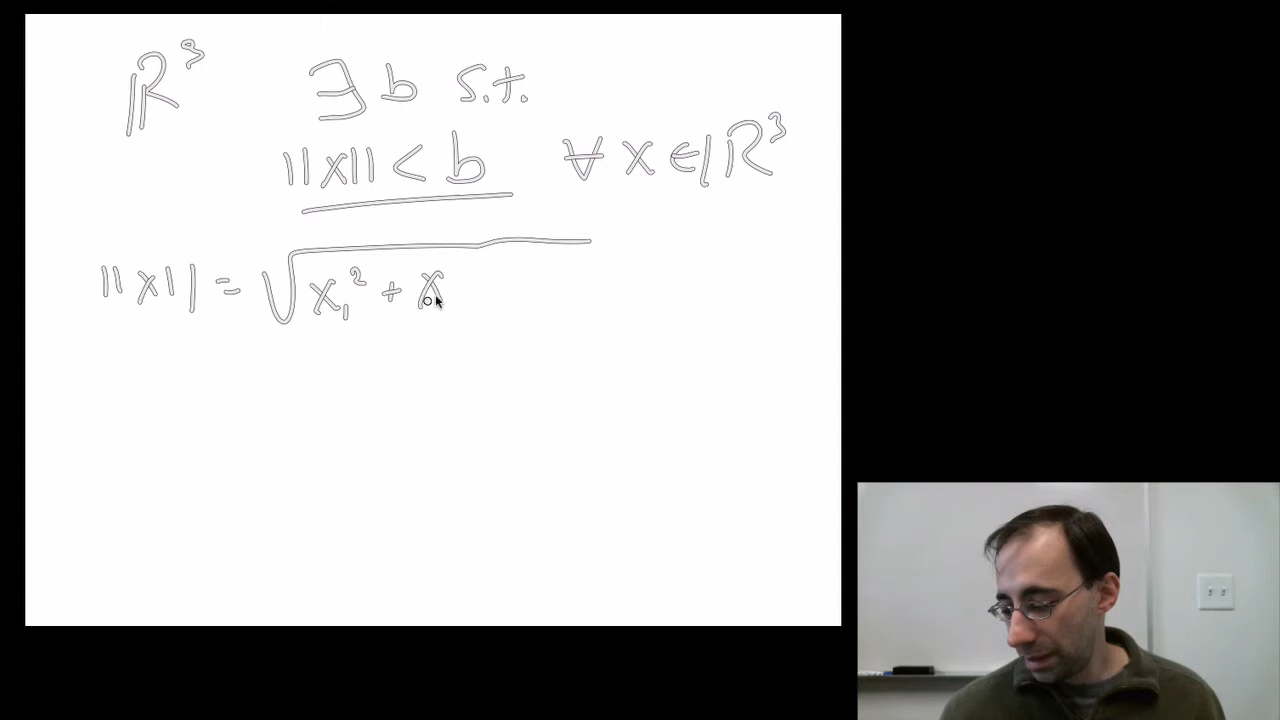 ℝ³ ∃ b s.t.
||x|| < b ∀ x ∈ ℝ³
||x|| = √(x₁² + x